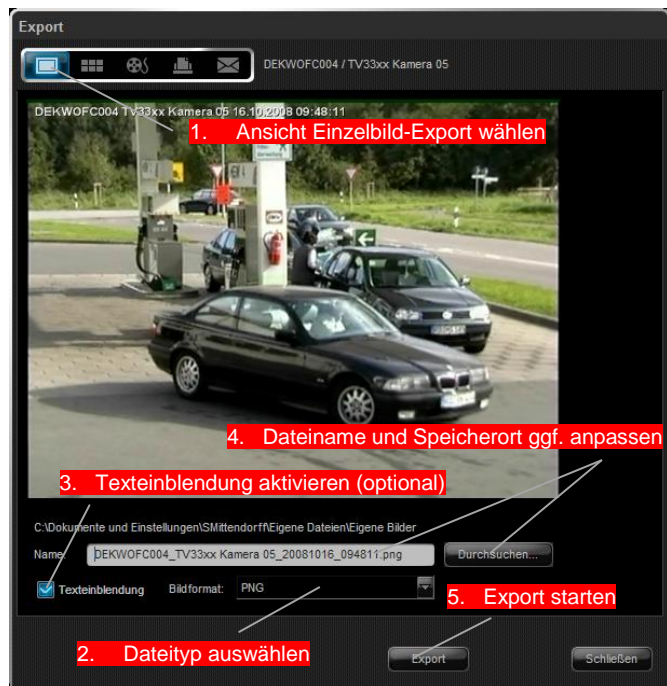 Export
DEKWOFC004 / TV33xx Kamera 05
DEKWOFC004 TV33xx Kamera 05 16.10.2008 09:48:11
1. Ansicht Einzelbild-Export wählen
4. Dateiname und Speicherort ggf. anpassen
3. Texteinblendung aktivieren (optional)
C:\Dokumente und Einstellungen\SMittendorff\Eigene Dateien\Eigene Bilder
Name: DEKWOFC004_TV33xx Kamera 05_20081016_094811.png Durchsuchen...
Texteinblendung Bildformat: PNG
5. Export starten
2. Dateityp auswählen
Export Schließen